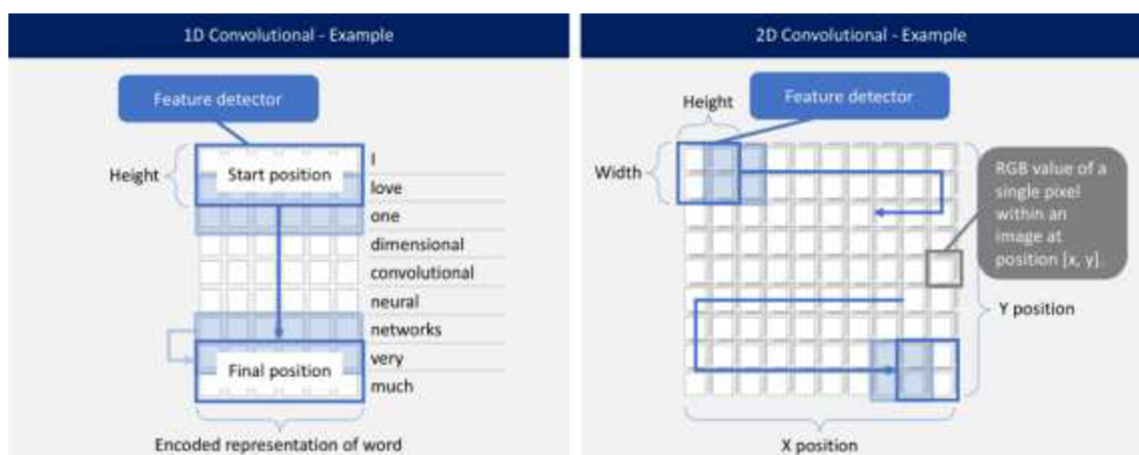 1D Convolutional - Example
Feature detector
Height
Start position
I
love
one
dimensional
convolutional
neural
networks
very
much
Final position
Encoded representation of word
2D Convolutional - Example
Height
Feature detector
Width
RGB value of a
single pixel
within an
image at
position [x, y].
Y position
X position